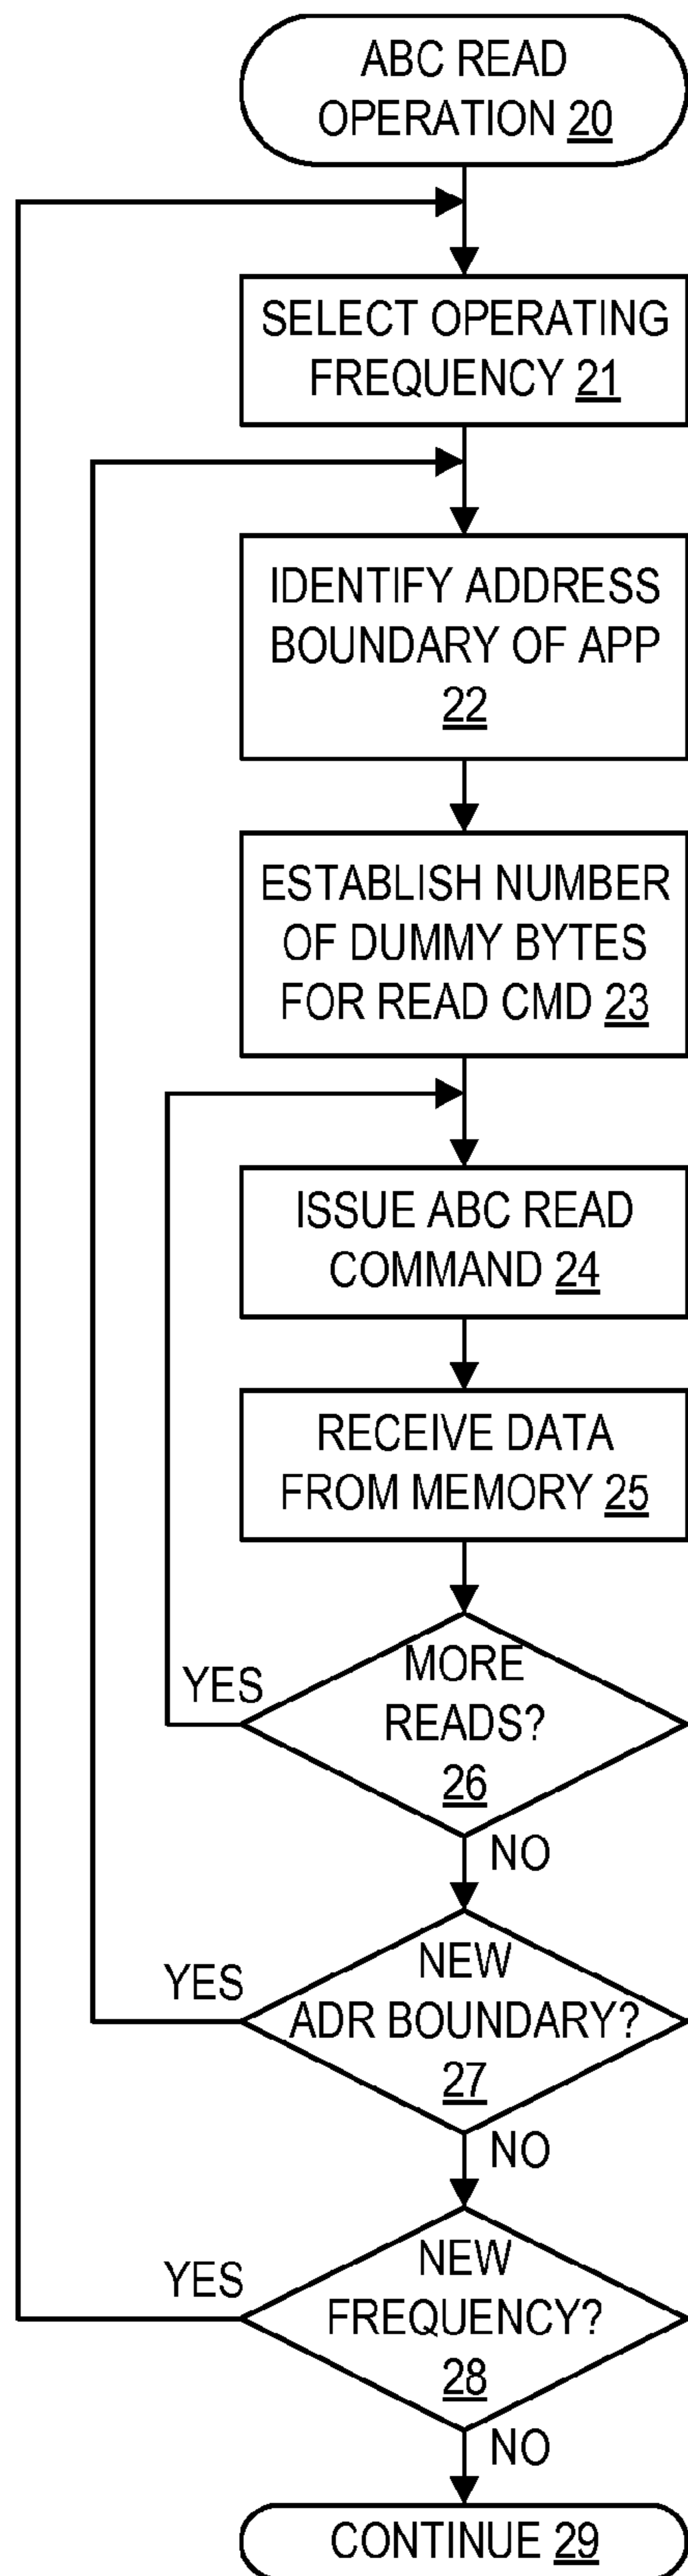 ABC READ
OPERATION 20
SELECT OPERATING
FREQUENCY 21
IDENTIFY ADDRESS
BOUNDARY OF APP
22
ESTABLISH NUMBER
OF DUMMY BYTES
FOR READ CMD 23
ISSUE ABC READ
COMMAND 24
RECEIVE DATA
FROM MEMORY 25
MORE
READS?
26
YES
NO
NEW
ADR BOUNDARY?
27
YES
NO
NEW
FREQUENCY?
28
YES
NO
CONTINUE 29